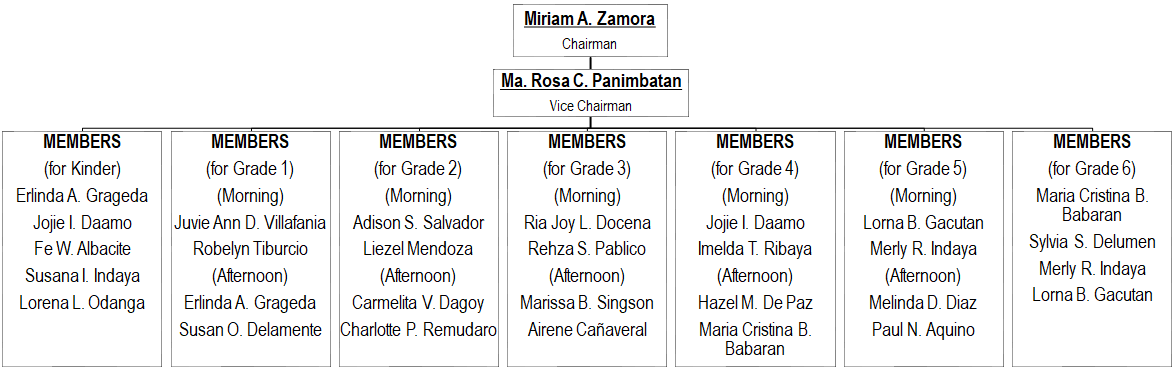 Miriam A. Zamora
Chairman
Ma. Rosa C. Panimbatan
Vice Chairman
MEMBERS
(for Kinder)
Erlinda A. Grageda
Jojie I. Daamo
Fe W. Albacite
Susana I. Indaya
Lorena L. Odanga
MEMBERS
(for Grade 1)
(Morning)
Juvie Ann D. Villafania
Robelyn Tiburcio
(Afternoon)
Erlinda A. Grageda
Susan O. Delamente
MEMBERS
(for Grade 2)
(Morning)
Adison S. Salvador
Liezel Mendoza
(Afternoon)
Carmelita V. Dagoy
Charlotte P. Remudaro
MEMBERS
(for Grade 3)
(Morning)
Ria Joy L. Docena
Rehza S. Pablico
(Afternoon)
Marissa B. Singson
Airene Cañaveral
MEMBERS
(for Grade 4)
(Morning)
Jojie I. Daamo
Imelda T. Ribaya
(Afternoon)
Hazel M. De Paz
Maria Cristina B.
Babaran
MEMBERS
(for Grade 5)
(Morning)
Lorna B. Gacutan
Merly R. Indaya
(Afternoon)
Melinda D. Diaz
Paul N. Aquino
MEMBERS
(for Grade 6)
Maria Cristina B.
Babaran
Sylvia S. Delumen
Merly R. Indaya
Lorna B. Gacutan